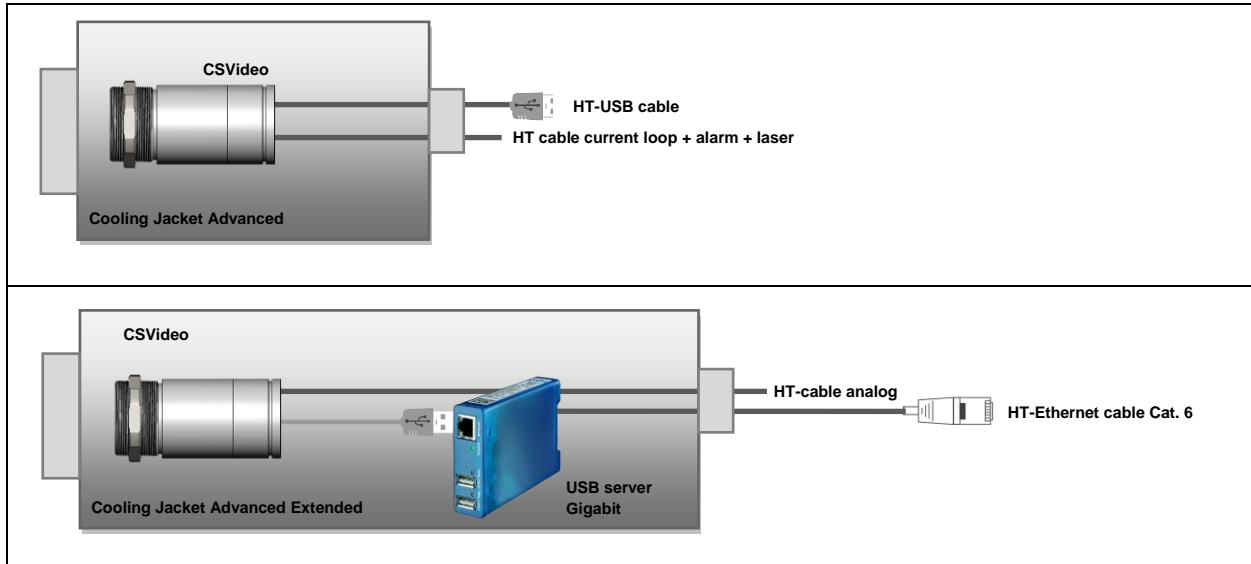 CSVideo
HT-USB cable
HT cable current loop + alarm + laser
Cooling Jacket Advanced
CSVideo
HT-cable analog
HT-Ethernet cable Cat. 6
USB server
Gigabit
Cooling Jacket Advanced Extended